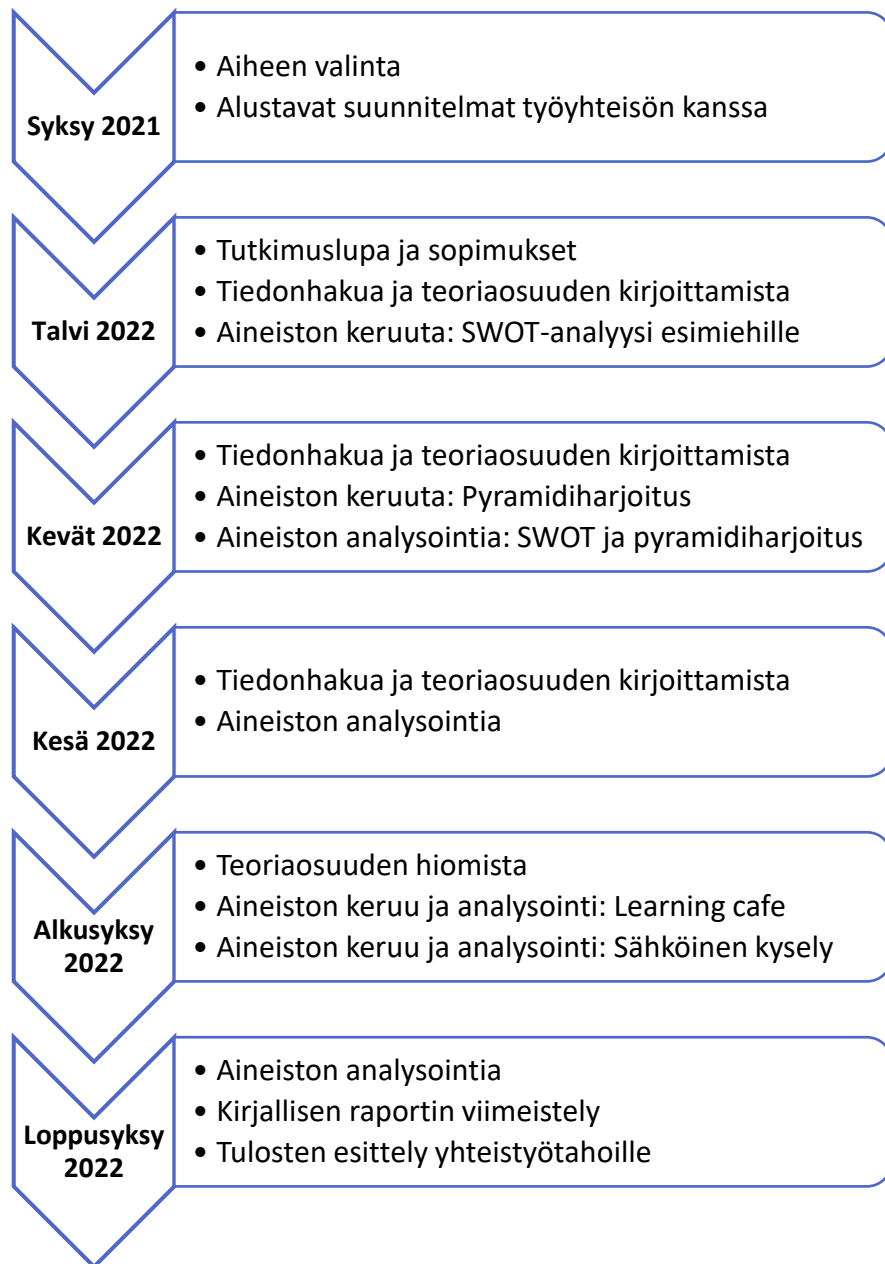 Syksy 2021
• Aiheen valinta
• Alustavat suunnitelmat työyhteisön kanssa
Talvi 2022
• Tutkimuslupa ja sopimukset
• Tiedonhakua ja teoriaosuuden kirjoittamista
• Aineiston keruuta: SWOT-analyysi esimiehille
Kevät 2022
• Tiedonhakua ja teoriaosuuden kirjoittamista
• Aineiston keruuta: Pyramidiharjoitus
• Aineiston analysointia: SWOT ja pyramidiharjoitus
Kesä 2022
• Tiedonhakua ja teoriaosuuden kirjoittamista
• Aineiston analysointia
Alkusyksy
2022
• Teoriaosuuden hiomista
• Aineiston keruu ja analysointi: Learning cafe
• Aineiston keruu ja analysointi: Sähköinen kysely
Loppusyksy
2022
• Aineiston analysointia
• Kirjallisen raportin viimeistely
• Tulosten esittely yhteistyötahoille